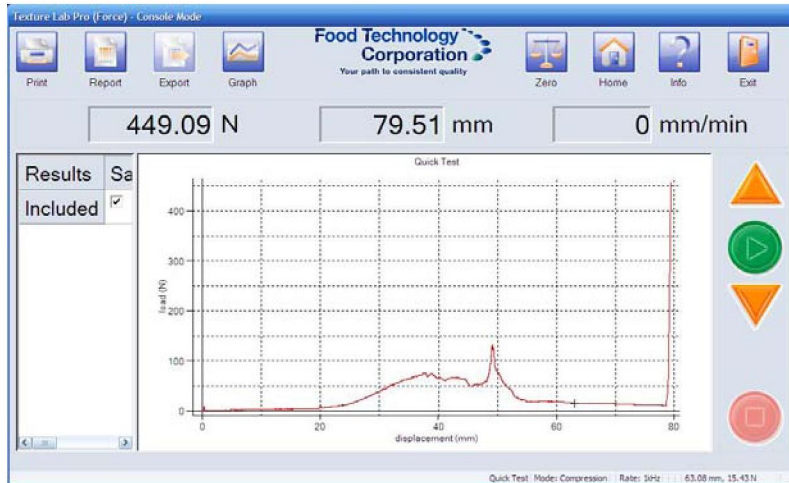 Texture Lab Pro (Force) - Console Mode
Print Report Export Graph
Food Technology
Corporation
Your path to consistent quality
Zero Home Info Exit
449.09 N 79.51 mm 0 mm/min
Results Sa
Included
Quick Test
load (N)
400
300
200
100
0
0 20 40 60 80
displacement (mm)
Quick Test Mode: Compression Rate: 1kHz 63.08 mm, 15.43 N